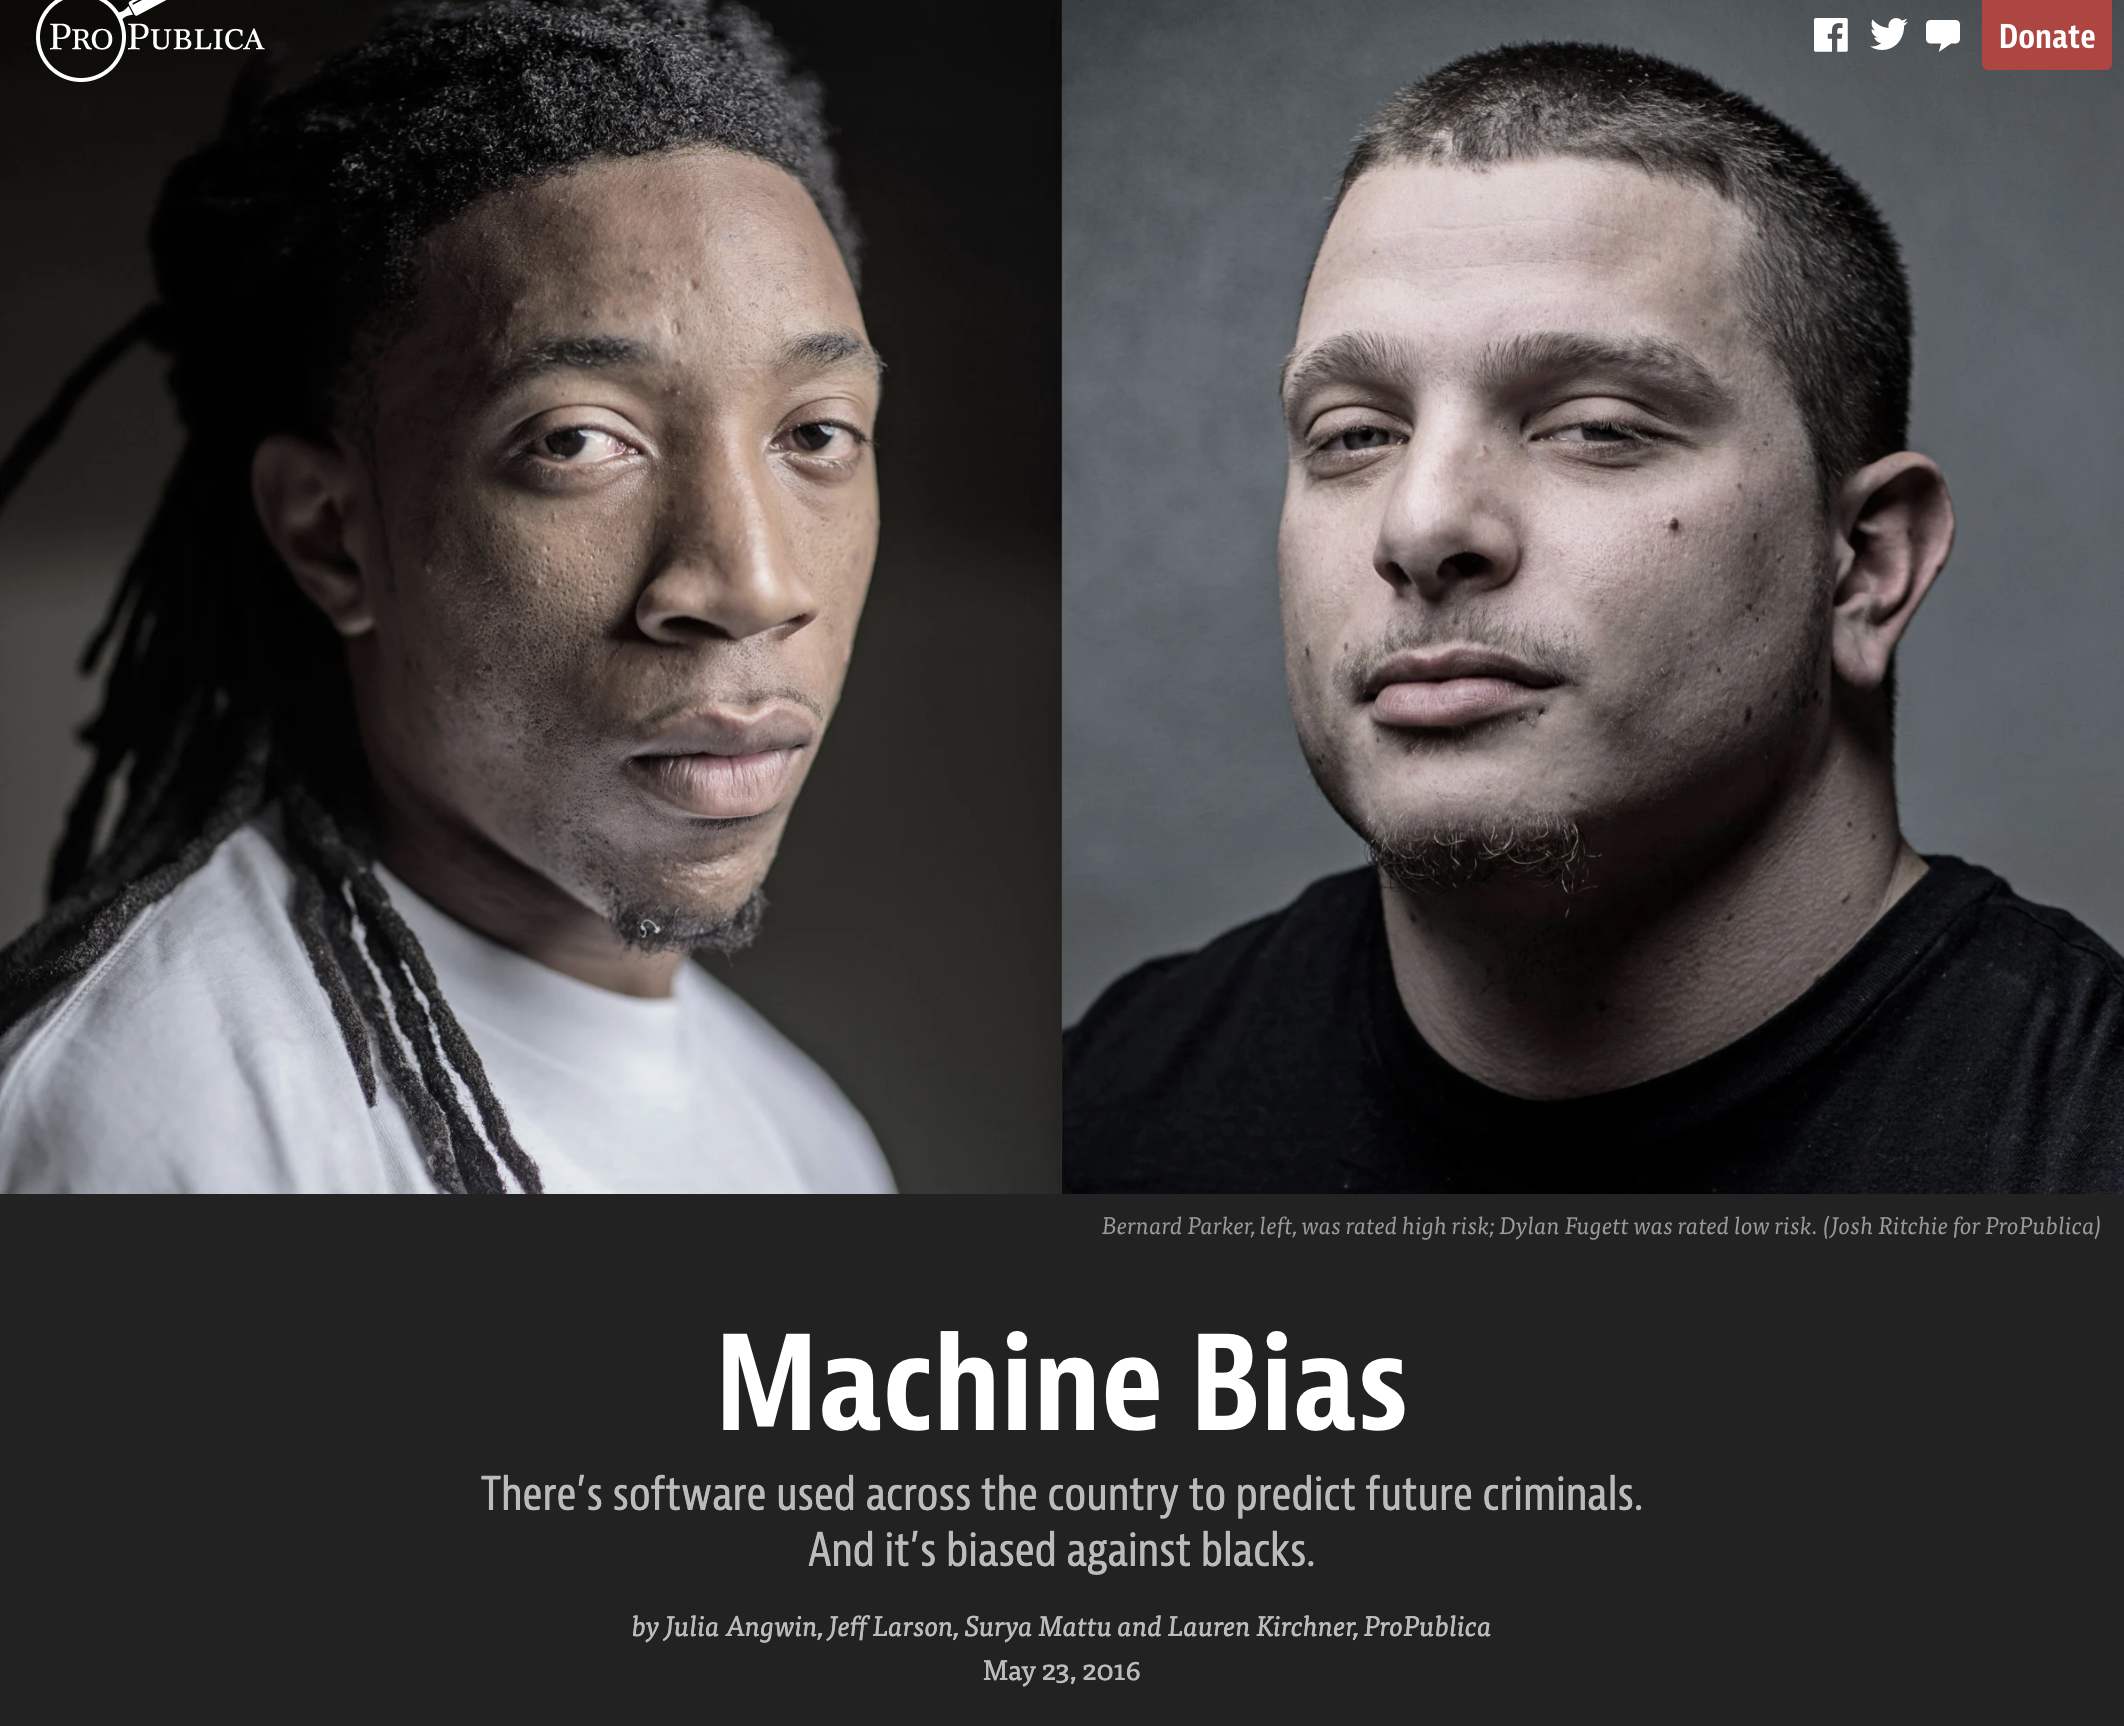 PROPUBLICA
Donate
Bernard Parker, left, was rated high risk; Dylan Fugett was rated low risk. (Josh Ritchie for ProPublica)
Machine Bias
There’s software used across the country to predict future criminals.
And it’s biased against blacks.
by Julia Angwin, Jeff Larson, Surya Mattu and Lauren Kirchner, ProPublica
May 23, 2016